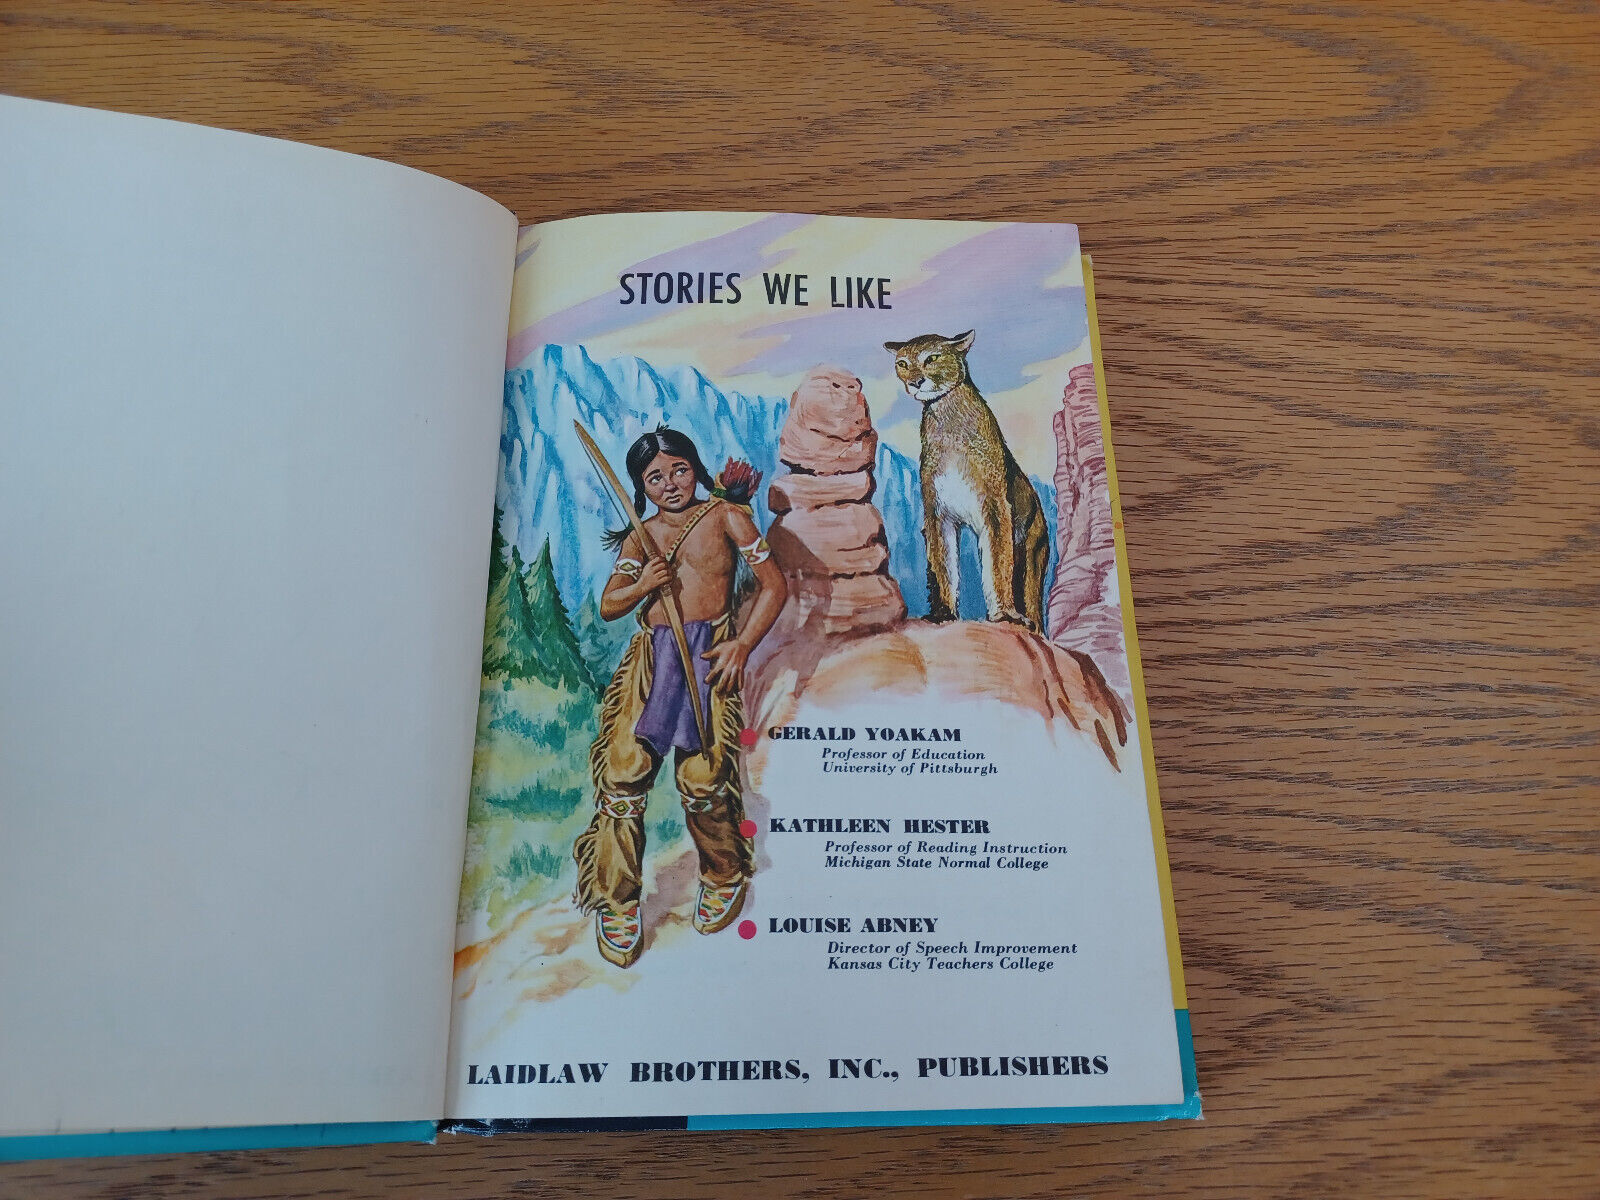 STORIES WE LIKE
GERALD YOAKAM
Professor of Education
University of Pittsburgh
KATHLEEN HESTER
Professor of Reading Instruction
Michigan State Normal College
LOUISE ABNEY
Director of Speech Improvement
Kansas City Teachers College
LAIDLAW BROTHERS, INC., PUBLISHERS